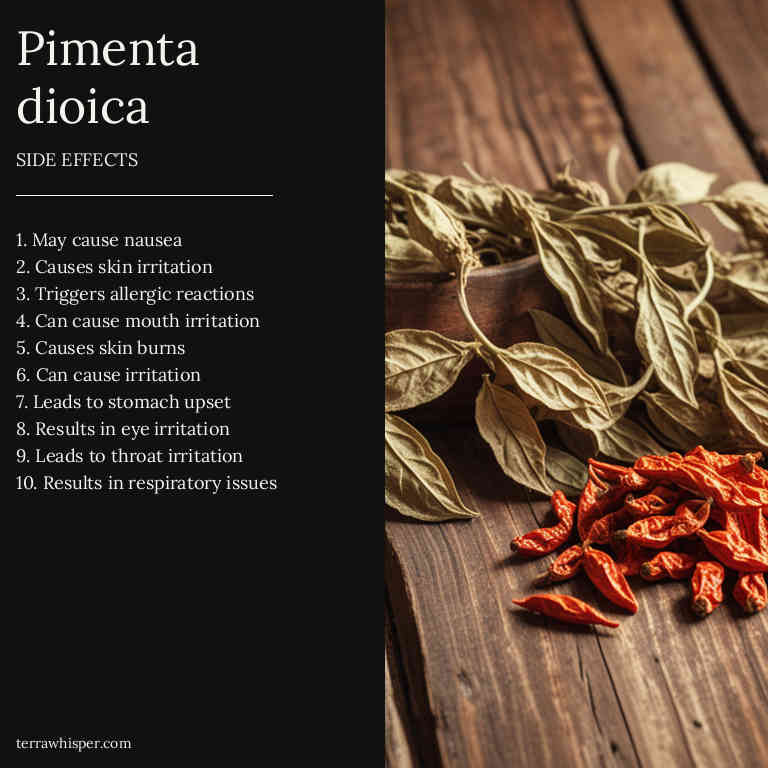 Pimenta
dioica
SIDE EFFECTS
1. May cause nausea
2. Causes skin irritation
3. Triggers allergic reactions
4. Can cause mouth irritation
5. Causes skin burns
6. Can cause irritation
7. Leads to stomach upset
8. Results in eye irritation
9. Leads to throat irritation
10. Results in respiratory issues
terrawhisper.com